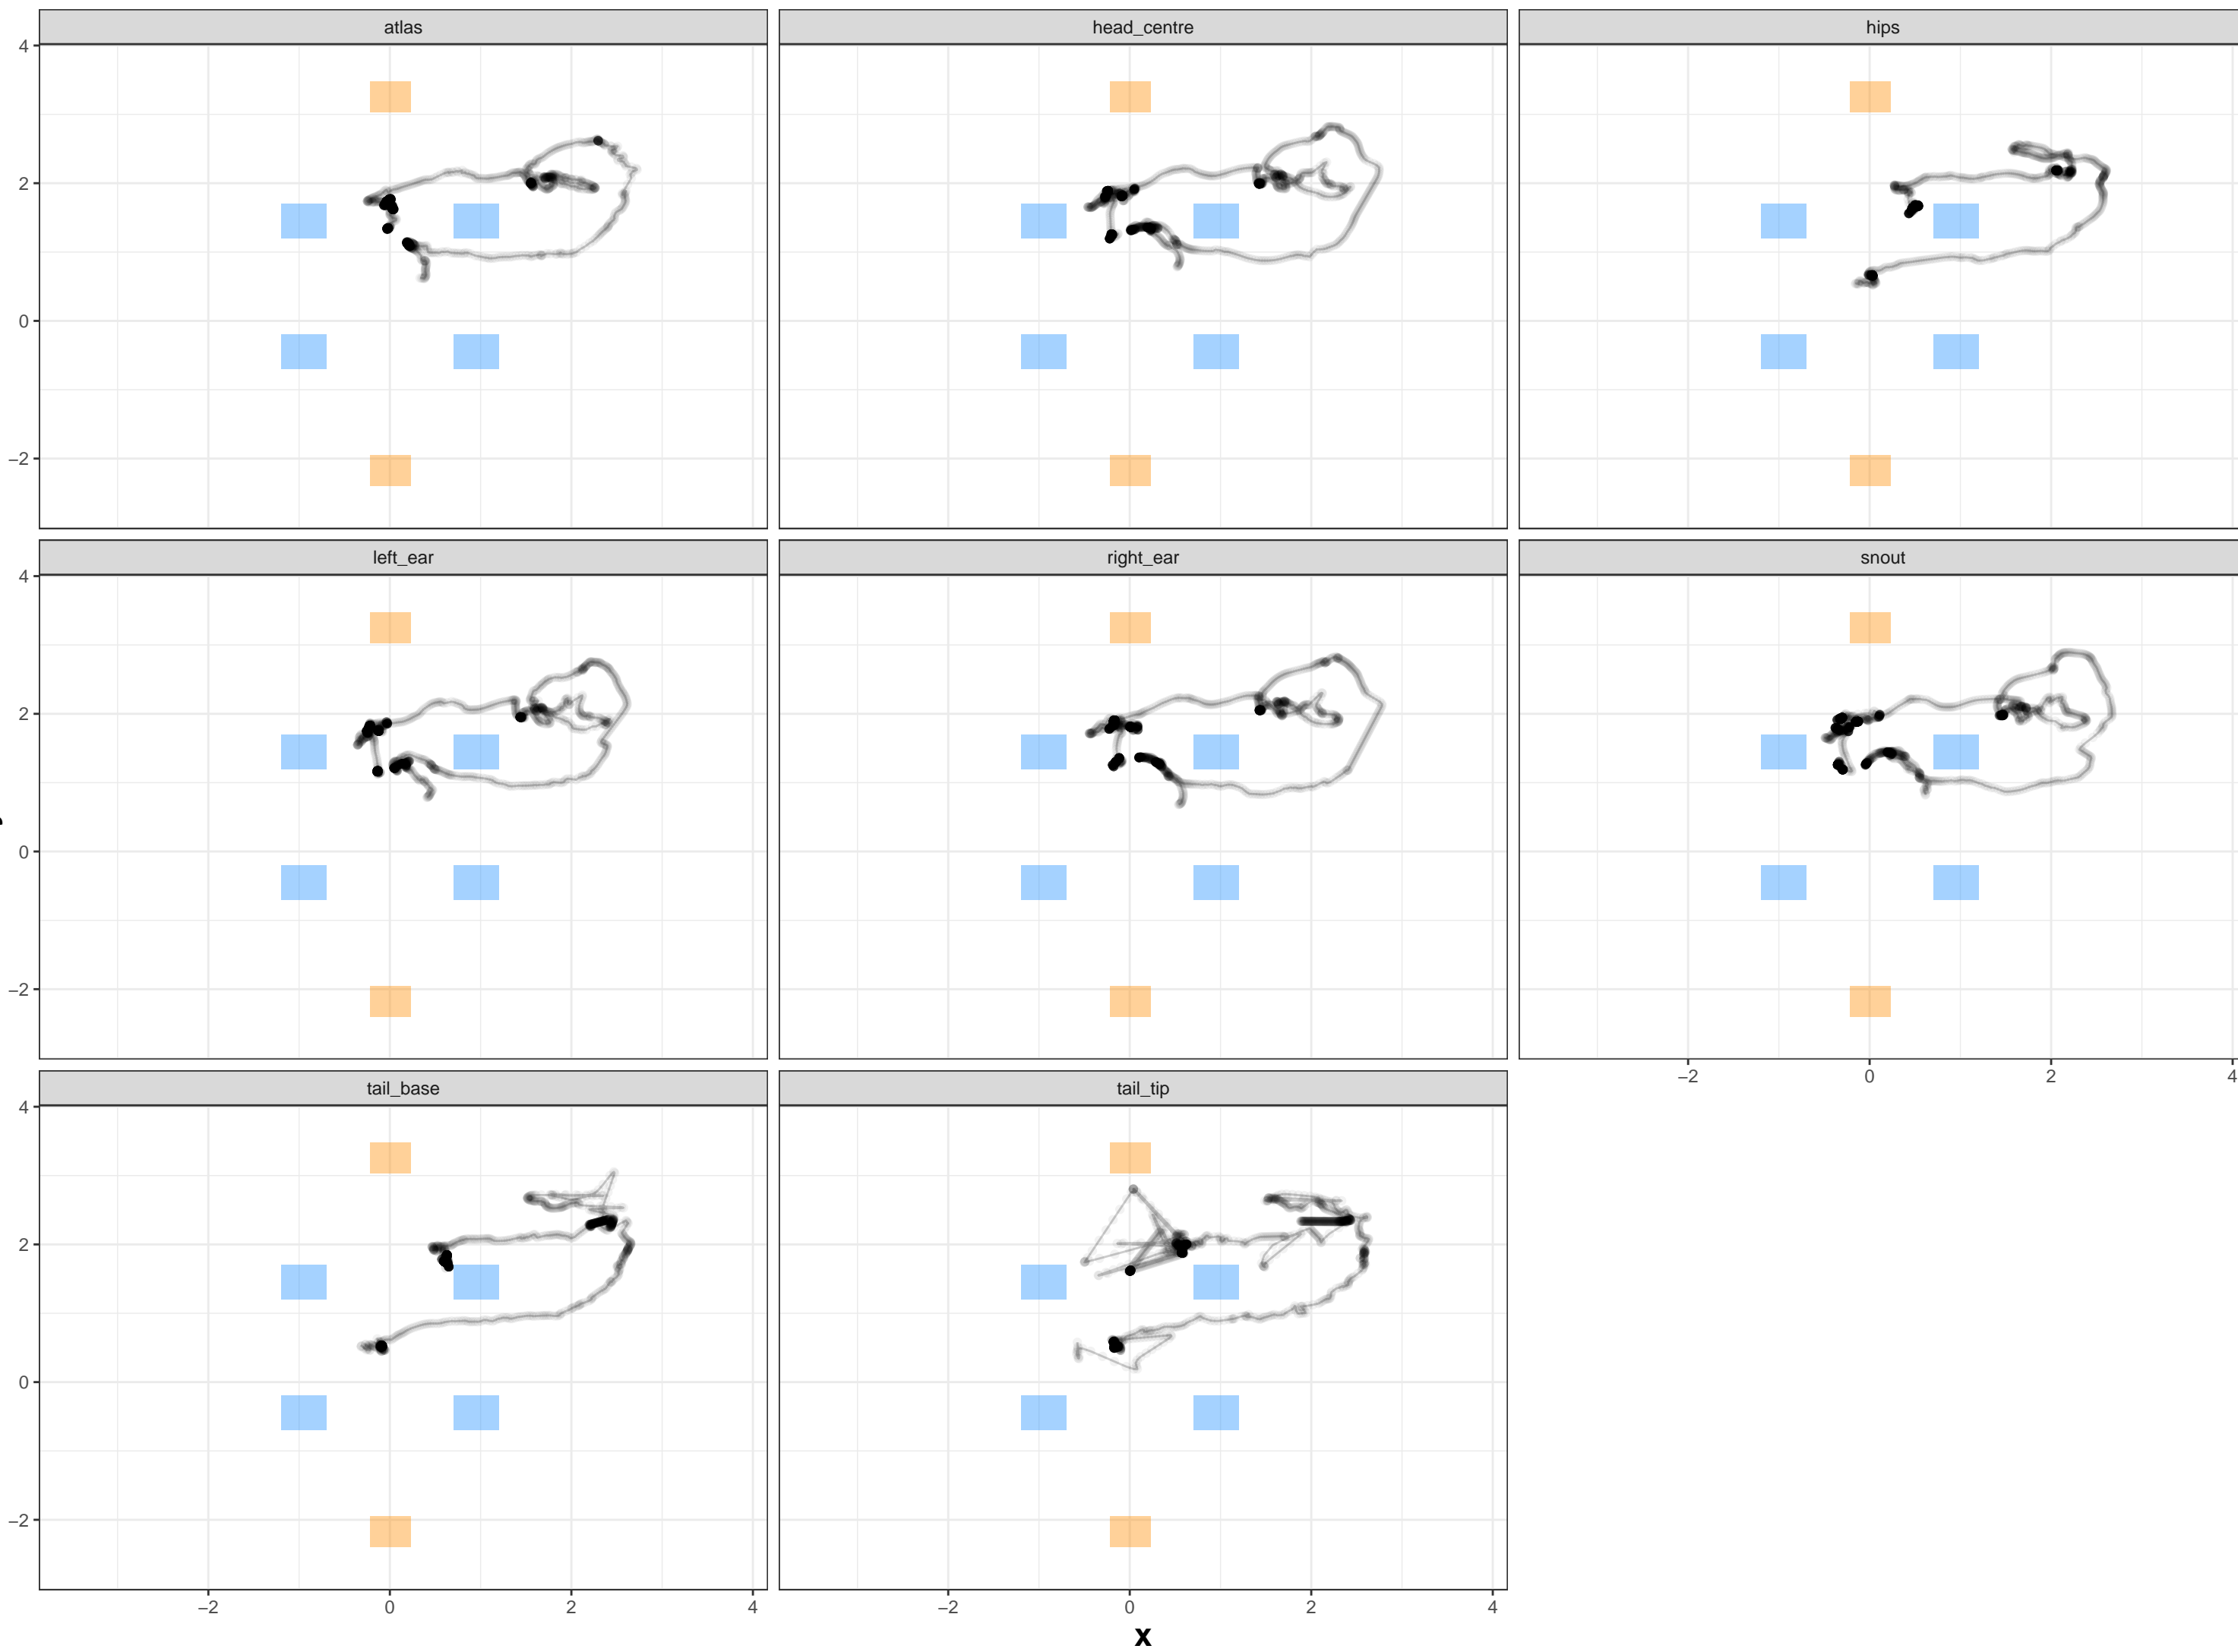 atlas head_centre hips
4
2
0
−2
left_ear right_ear snout
4
2
0
−2
−2 0 2 4
tail_base tail_tip
4
2
0
−2
−2 0 2 4 −2 0 2 4
x